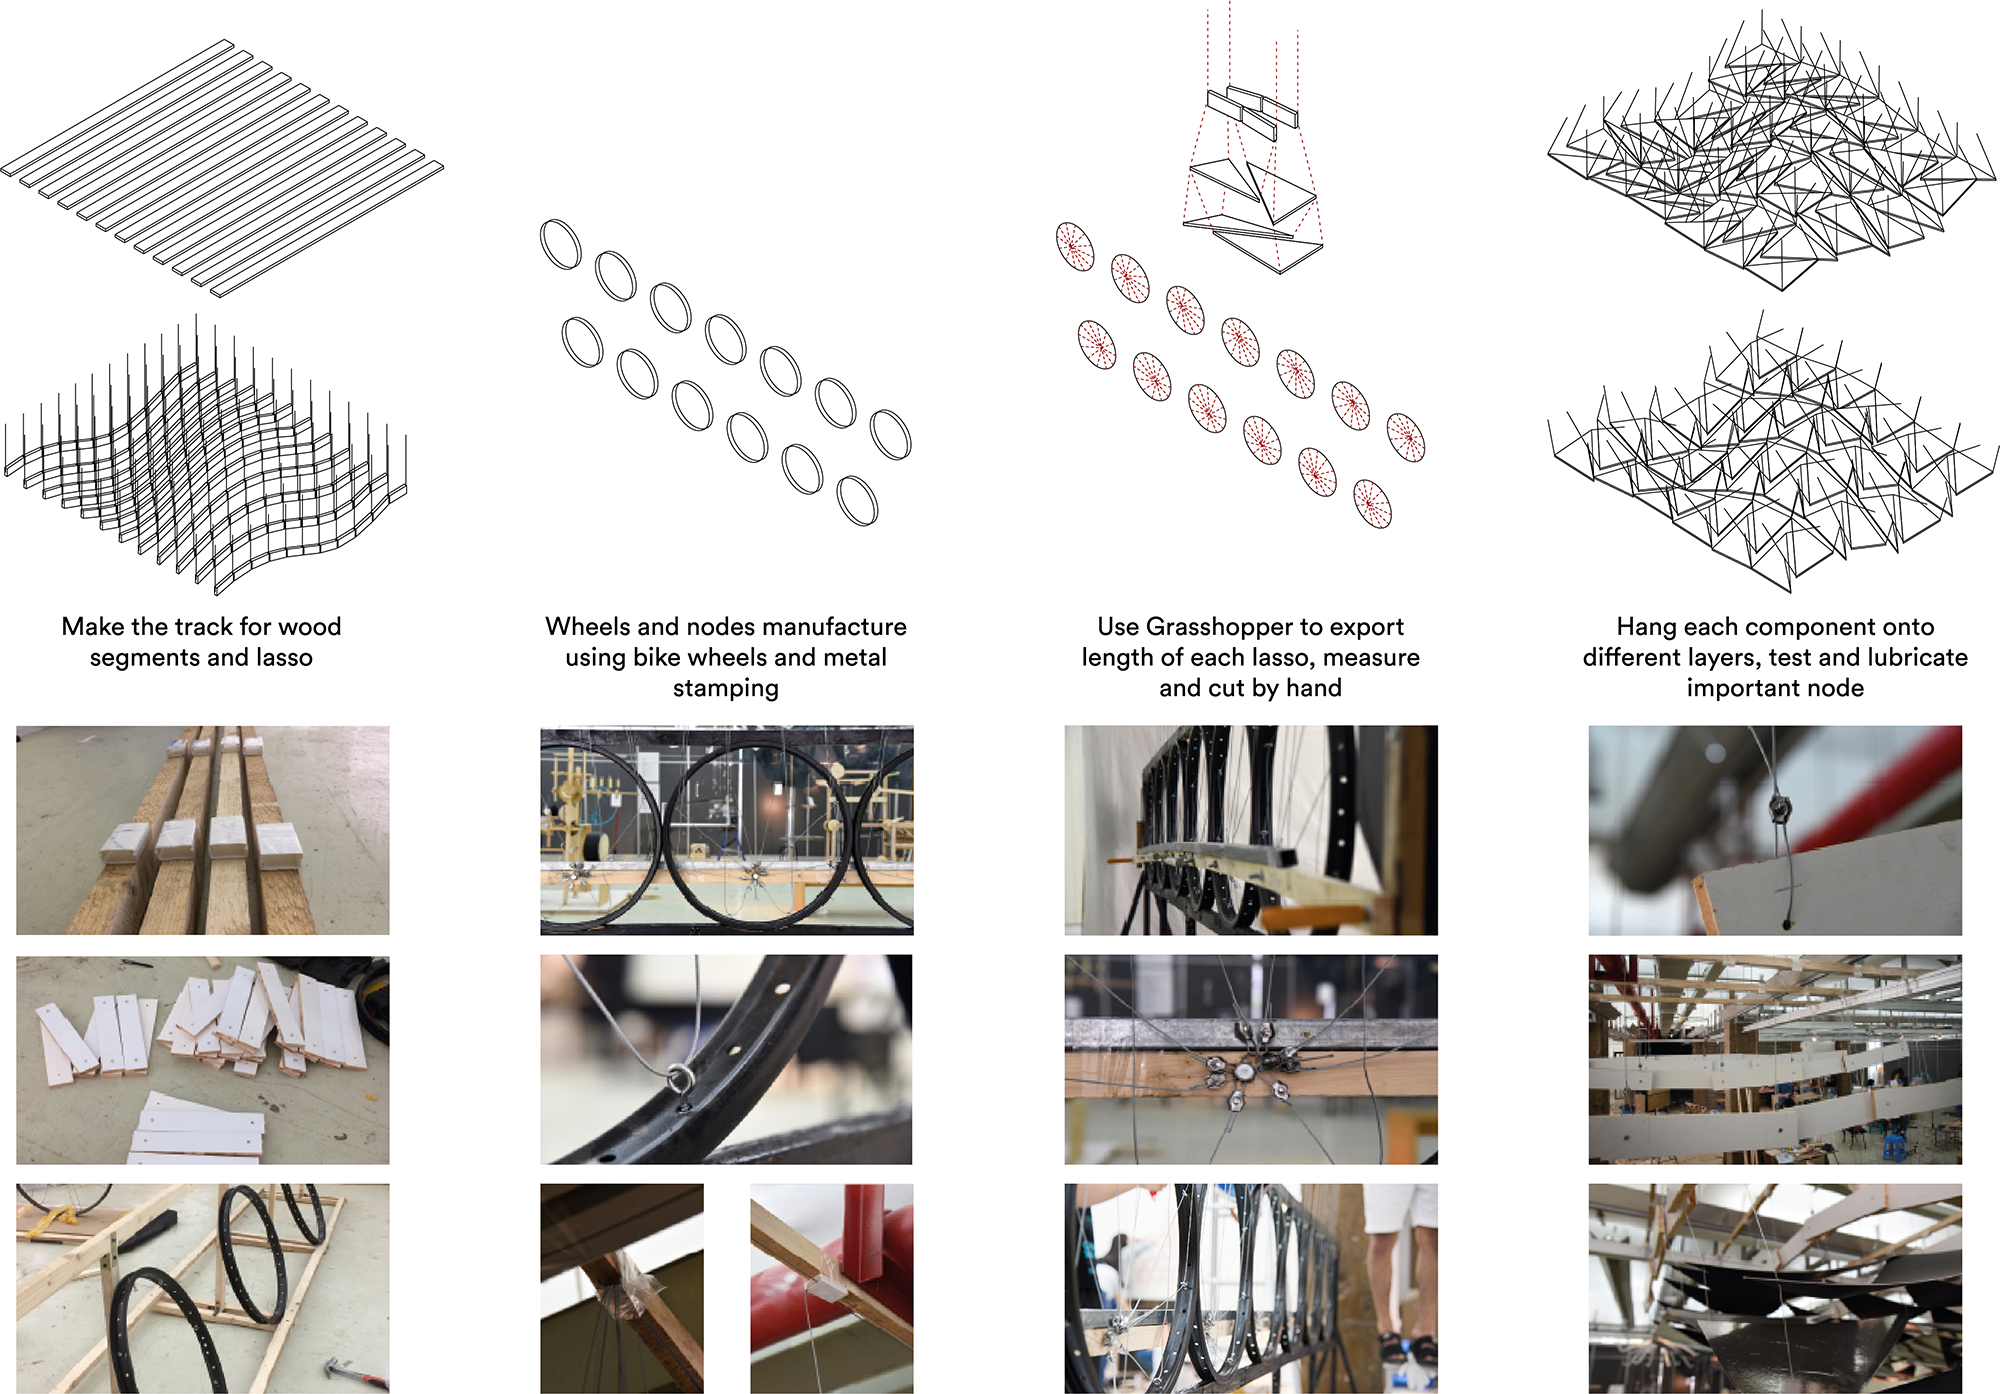 Make the track for wood
segments and lasso
Wheels and nodes manufacture
using bike wheels and metal
stamping
Use Grasshopper to export
length of each lasso, measure
and cut by hand
Hang each component onto
different layers, test and lubricate
important node